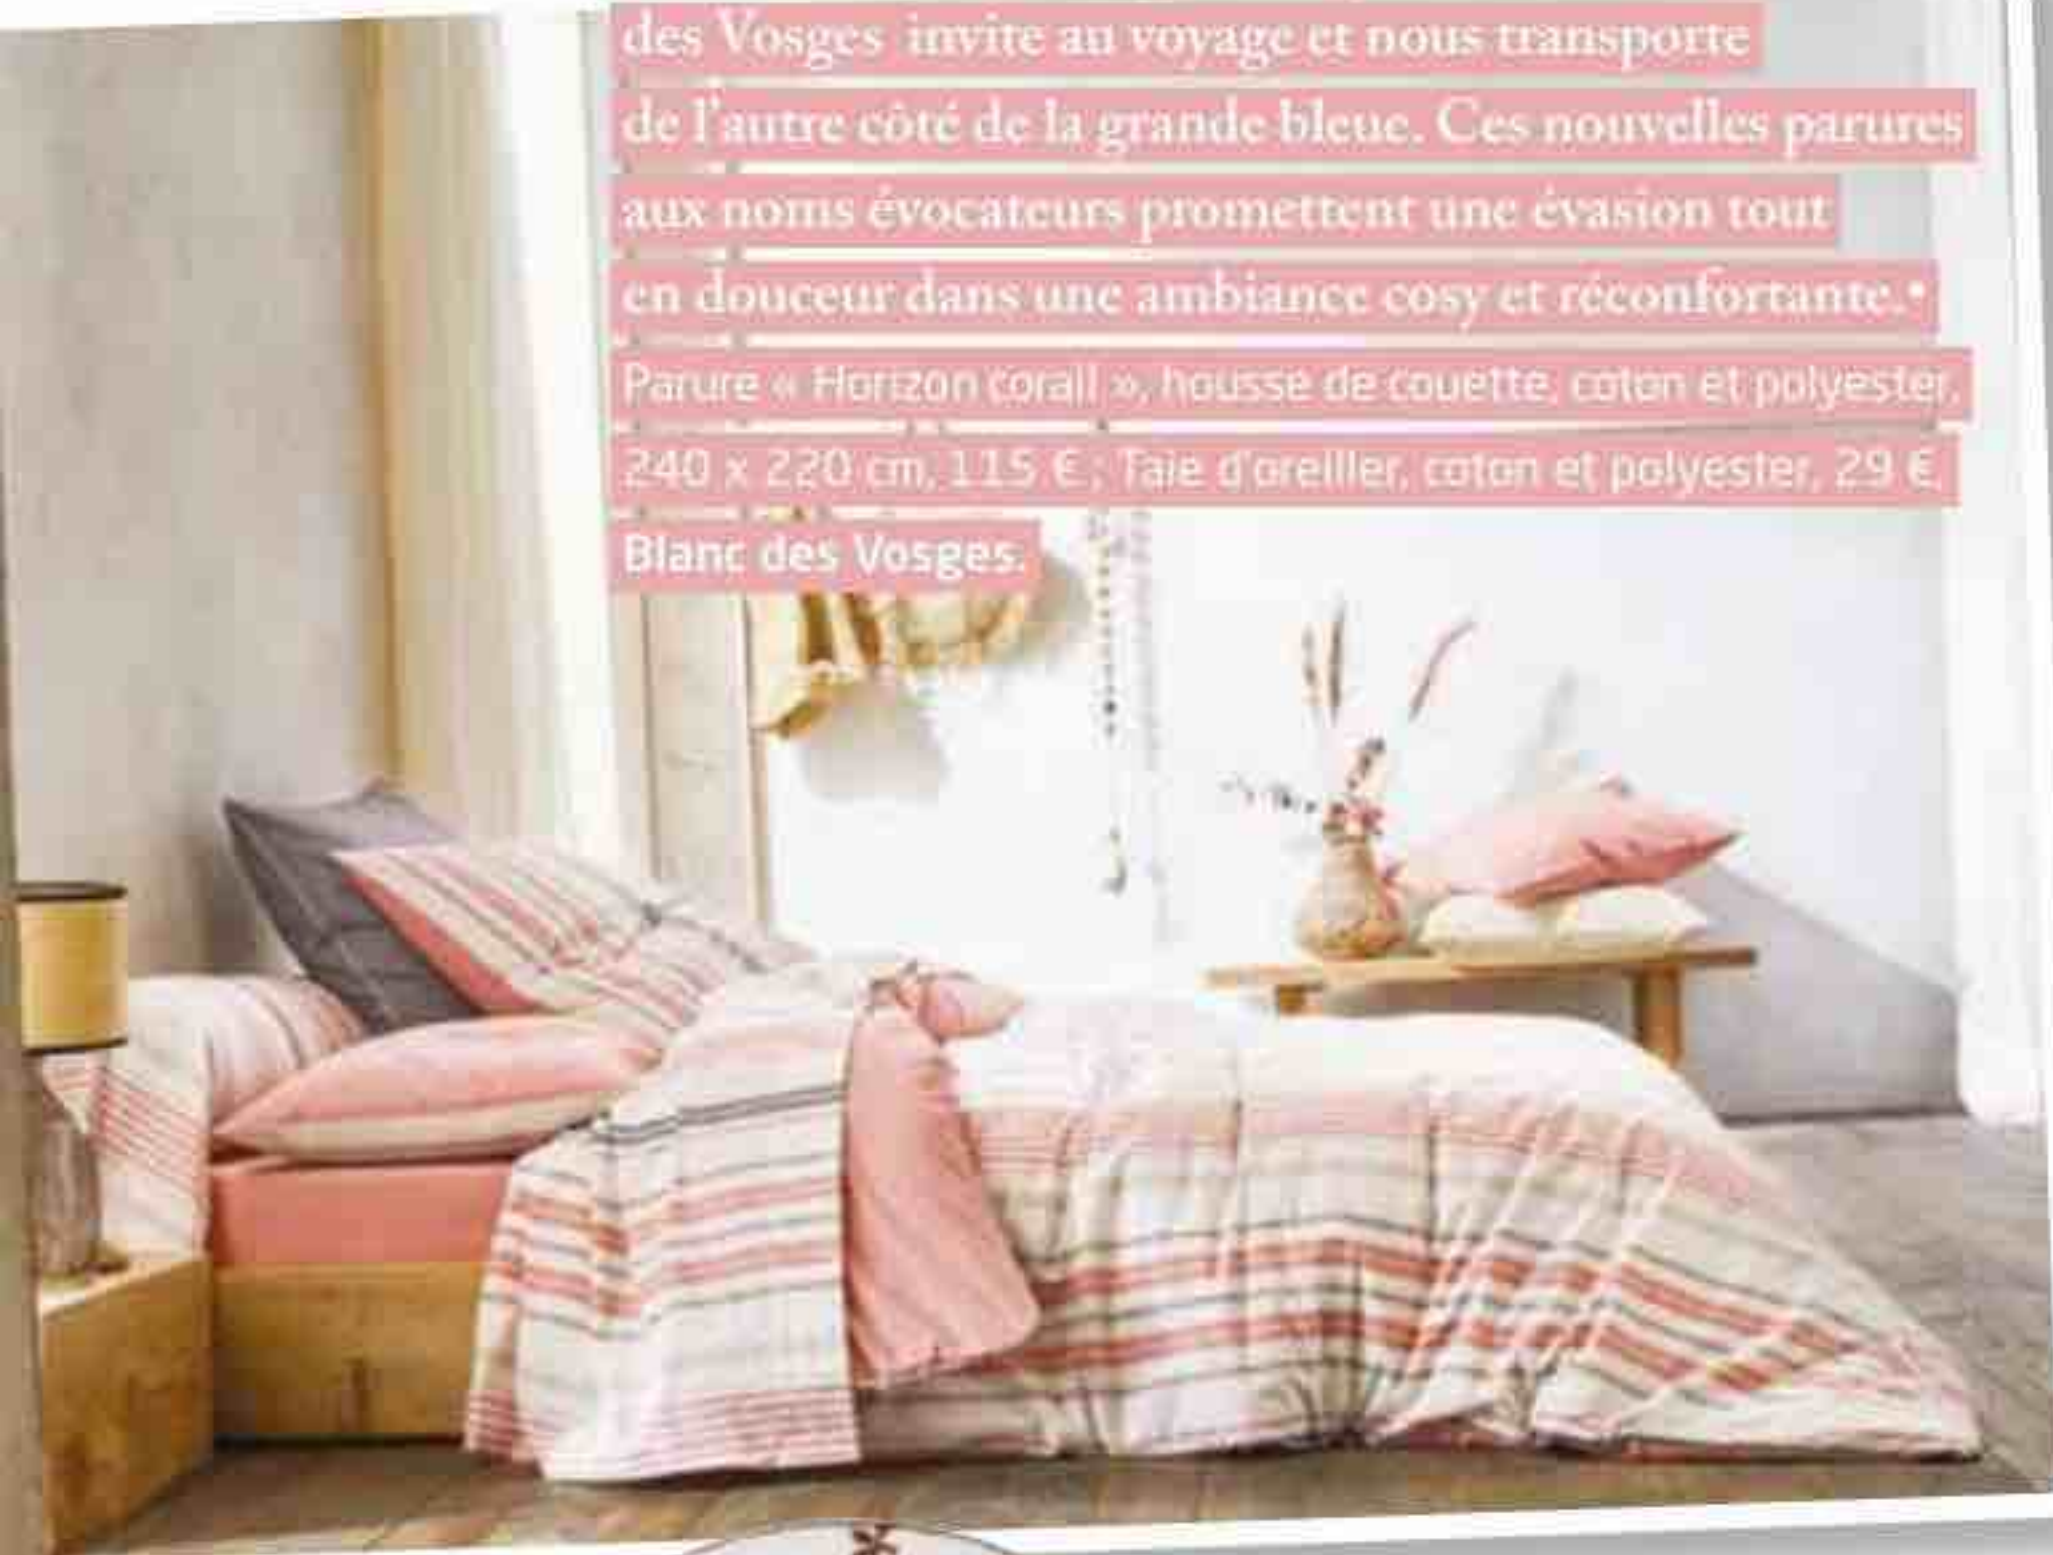 des Vosges invite au voyage et nous transporte
de l'autre côté de la grande bleue. Ces nouvelles parures
aux noms évocateurs promettent une évasion tout
en douceur dans une ambiance cosy et réconfortante.•
Parure « Horizon corail », housse de couette, coton et polyester,
240 x 220 cm, 115 € ; Taie d'oreiller, coton et polyester, 29 €,
Blanc des Vosges.